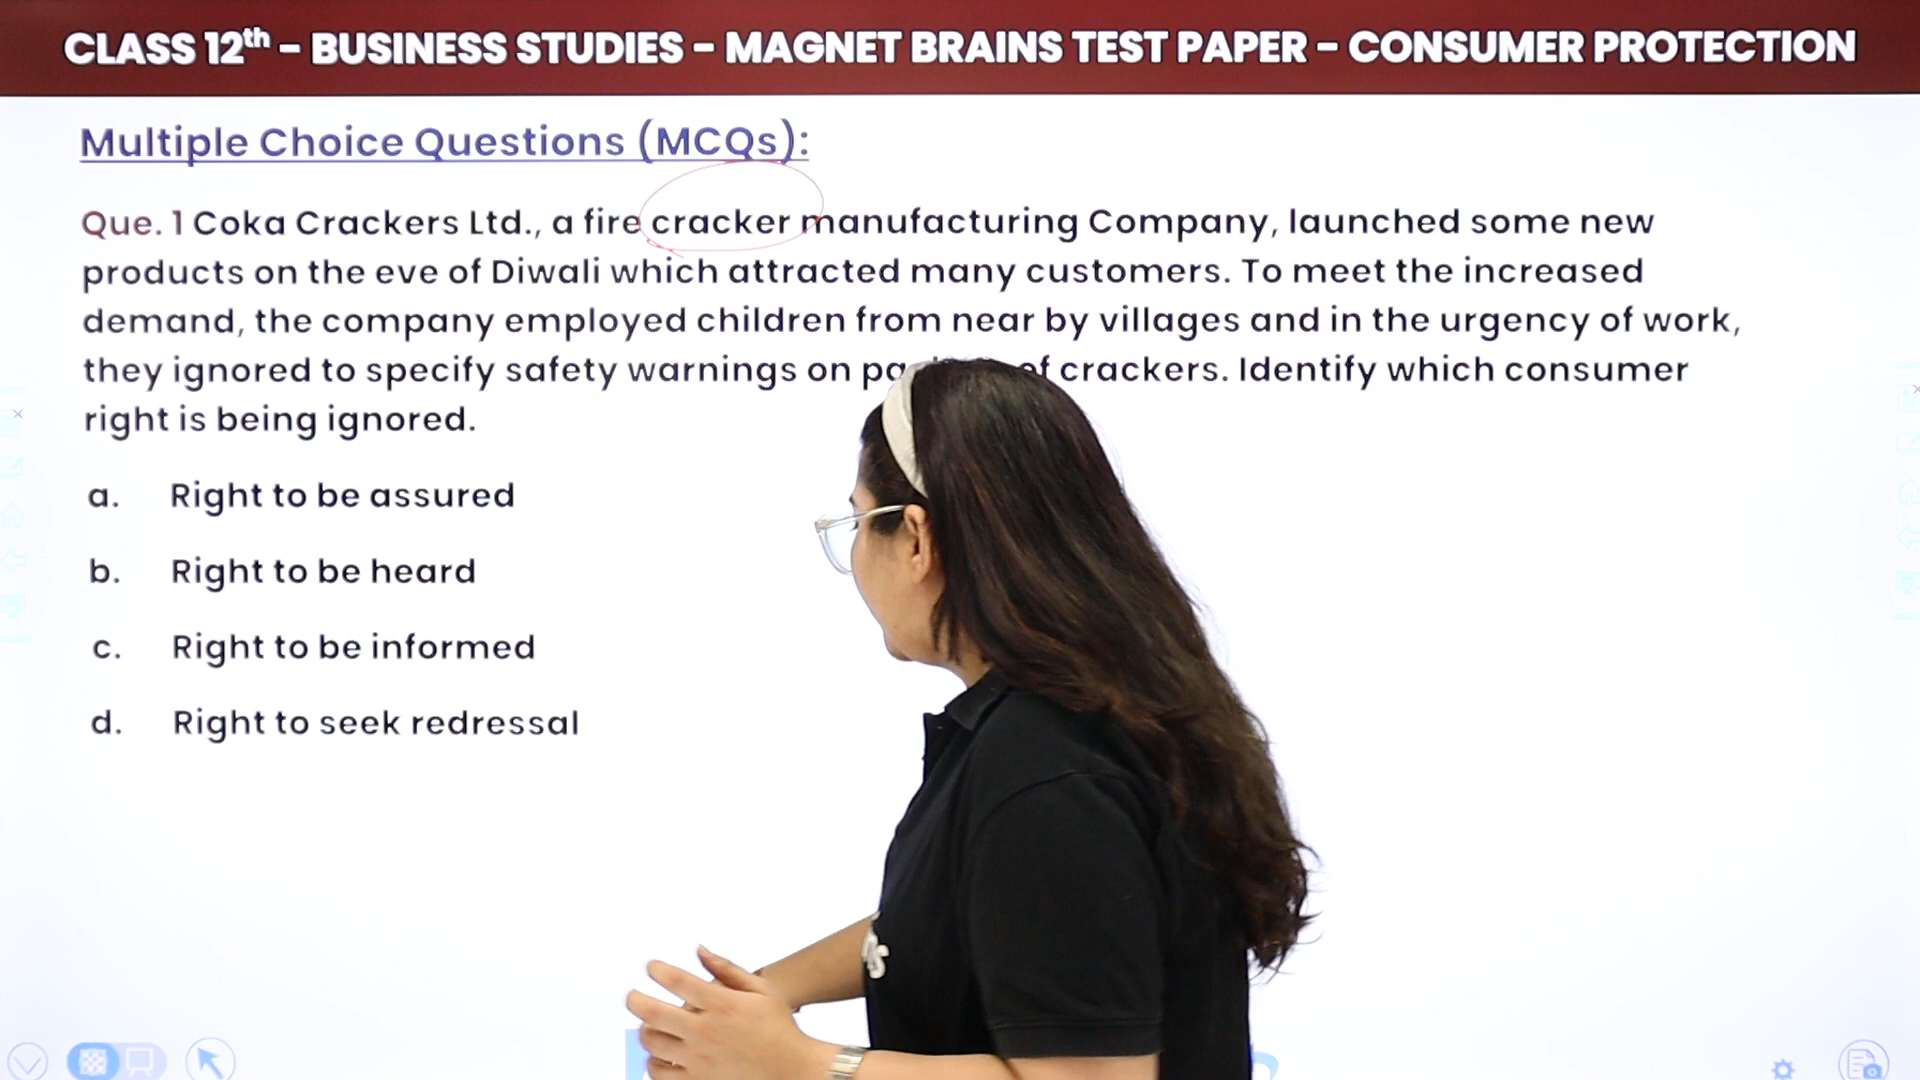 CLASS 12th – BUSINESS STUDIES – MAGNET BRAINS TEST PAPER – CONSUMER PROTECTION
Multiple Choice Questions (MCQs):
Que. 1 Coka Crackers Ltd., a fire cracker manufacturing Company, launched some new
products on the eve of Diwali which attracted many customers. To meet the increased
demand, the company employed children from near by villages and in the urgency of work,
they ignored to specify safety warnings on of crackers. Identify which consumer
right is being ignored.
a. Right to be assured
b. Right to be heard
c. Right to be informed
d. Right to seek redressal